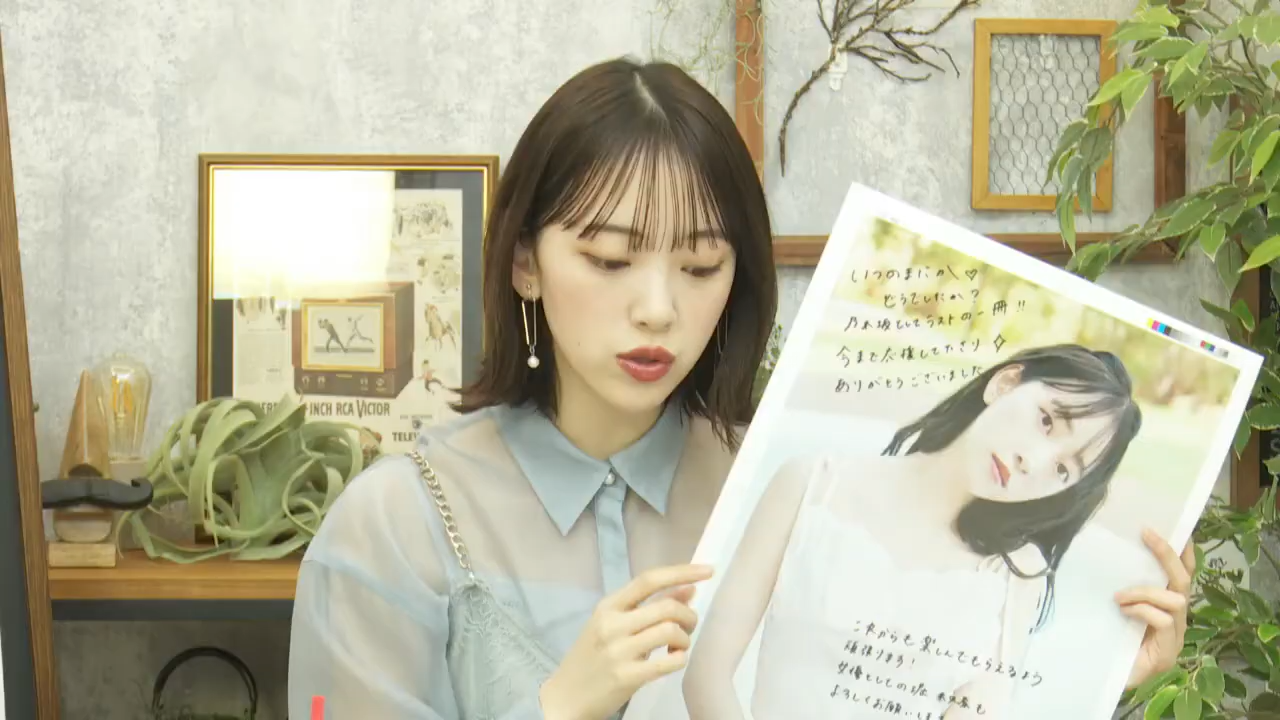 INCH RCA VICTOR
TELEV
いつのまにか\♡
どうでしたか？
乃木坂としてラストの一冊!!
今まで応援してくださり
ありがとうございました
これからも楽しんでもらえるよう
頑張ります！
女優としての堀 未央奈も
よろしくお願いします